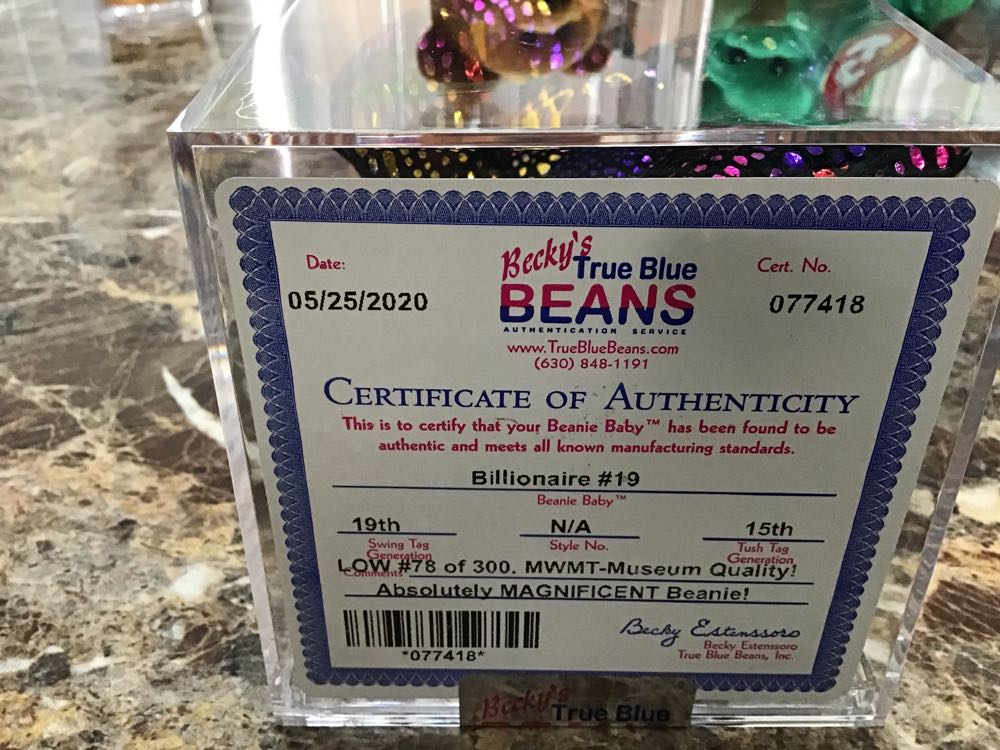 Date:
05/25/2020
Becky's
True Blue
BEANS
AUTHENTICATION SERVICE
www.TrueBlueBeans.com
(630) 848-1191
Cert. No.
077418
CERTIFICATE OF AUTHENTICITY
This is to certify that your Beanie Baby™ has been found to be
authentic and meets all known manufacturing standards.
Billionaire #19
Beanie Baby™
19th N/A 15th
Swing Tag Generation Style No. Tush Tag Generation
LOW #78 of 300. MWMT-Museum Quality!
Comments
Absolutely MAGNIFICENT Beanie!
*077418*
Becky Estenssoro
Becky Estenssoro
True Blue Beans, Inc.
Becky's
True Blue